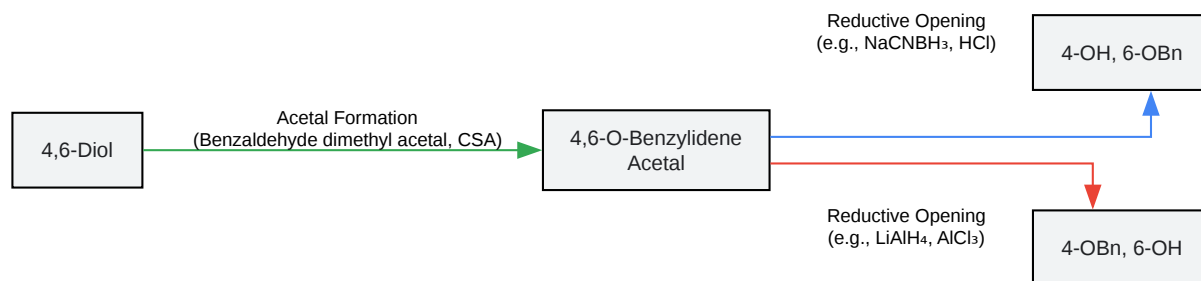 4,6-Diol
Acetal Formation
(Benzaldehyde dimethyl acetal, CSA)
4,6-O-Benzylidene
Acetal
Reductive Opening
(e.g., NaCNBH₃, HCl)
4-OH, 6-OBn
Reductive Opening
(e.g., LiAlH₄, AlCl₃)
4-OBn, 6-OH